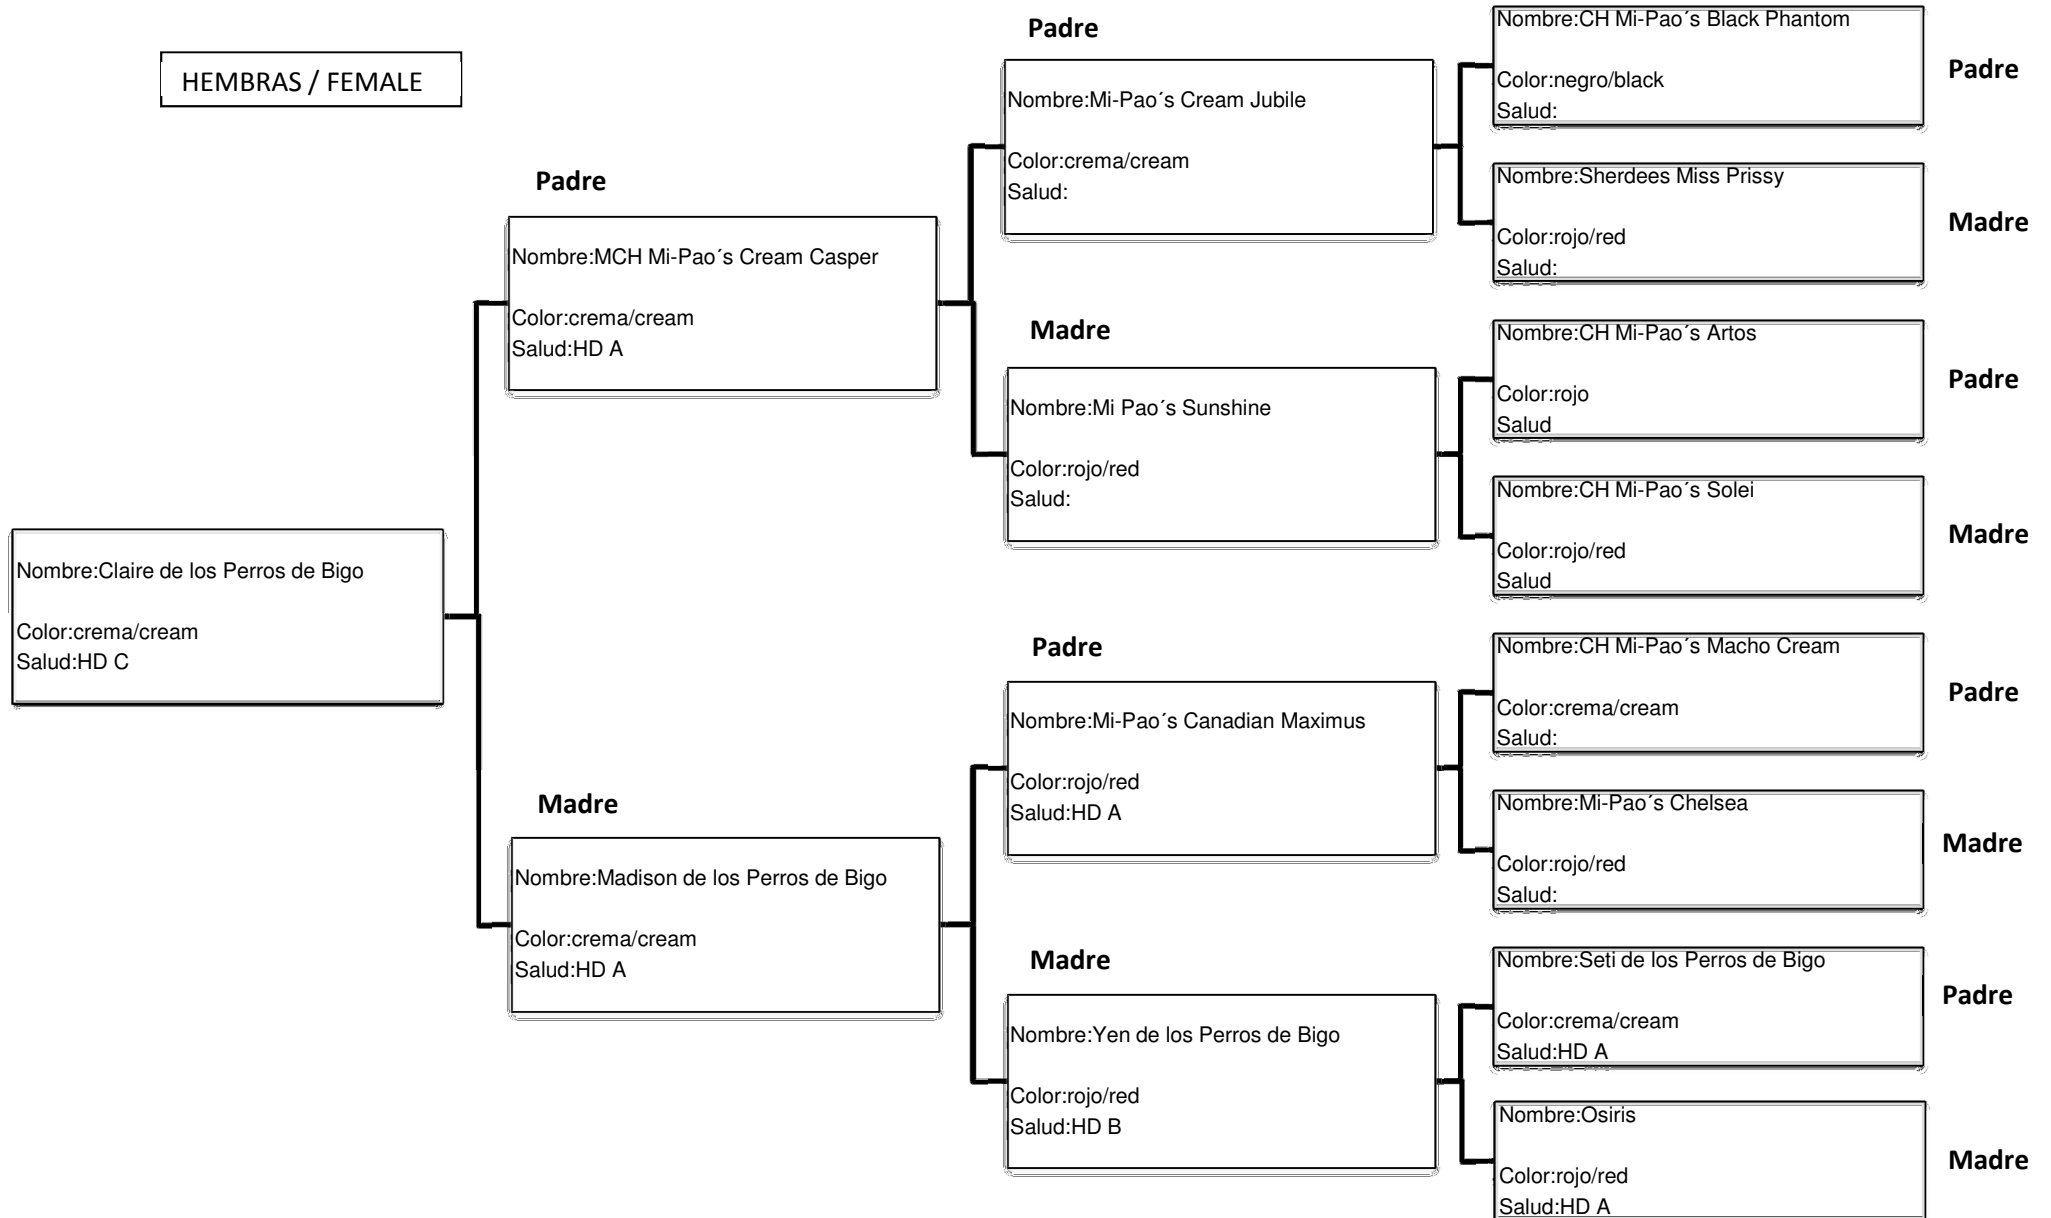 HEMBRAS / FEMALE
Padre
Nombre:CH Mi-Pao´s Black Phantom
Color:negro/black
Salud:
Padre
Nombre:Mi-Pao´s Cream Jubile
Color:crema/cream
Salud:
Nombre:Sherdees Miss Prissy
Color:rojo/red
Salud:
Madre
Padre
Nombre:MCH Mi-Pao´s Cream Casper
Color:crema/cream
Salud:HD A
Madre
Nombre:CH Mi-Pao´s Artos
Color:rojo
Salud
Padre
Nombre:Mi Pao´s Sunshine
Color:rojo/red
Salud:
Nombre:CH Mi-Pao´s Solei
Color:rojo/red
Salud
Madre
Nombre:Claire de los Perros de Bigo
Color:crema/cream
Salud:HD C
Padre
Nombre:CH Mi-Pao´s Macho Cream
Color:crema/cream
Salud:
Padre
Nombre:Mi-Pao´s Canadian Maximus
Color:rojo/red
Salud:HD A
Nombre:Mi-Pao´s Chelsea
Color:rojo/red
Salud:
Madre
Madre
Nombre:Madison de los Perros de Bigo
Color:crema/cream
Salud:HD A
Madre
Nombre:Seti de los Perros de Bigo
Color:crema/cream
Salud:HD A
Padre
Nombre:Yen de los Perros de Bigo
Color:rojo/red
Salud:HD B
Nombre:Osiris
Color:rojo/red
Salud:HD A
Madre